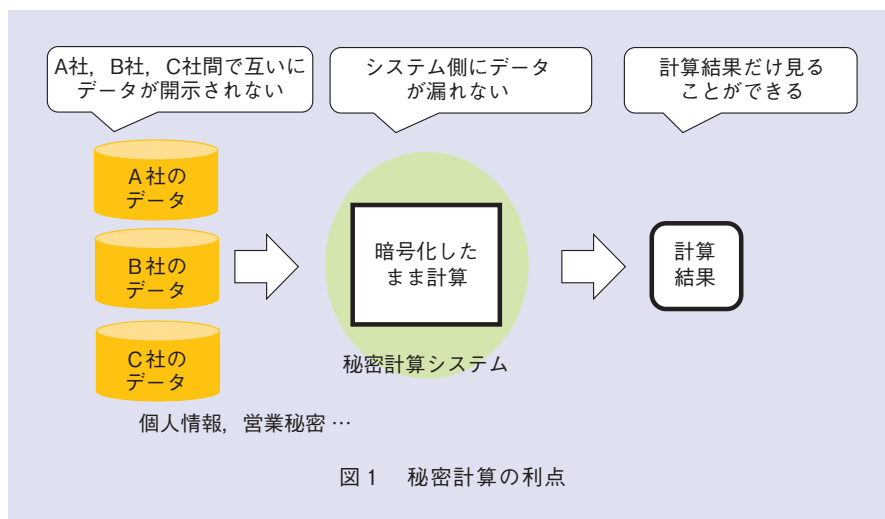 A社，B社，C社間で互いに
データが開示されない
システム側にデータ
が漏れない
計算結果だけ見る
ことができる
A社の
データ
B社の
データ
C社の
データ
個人情報，営業秘密…
暗号化した
まま計算
秘密計算システム
計算
結果
図1　秘密計算の利点